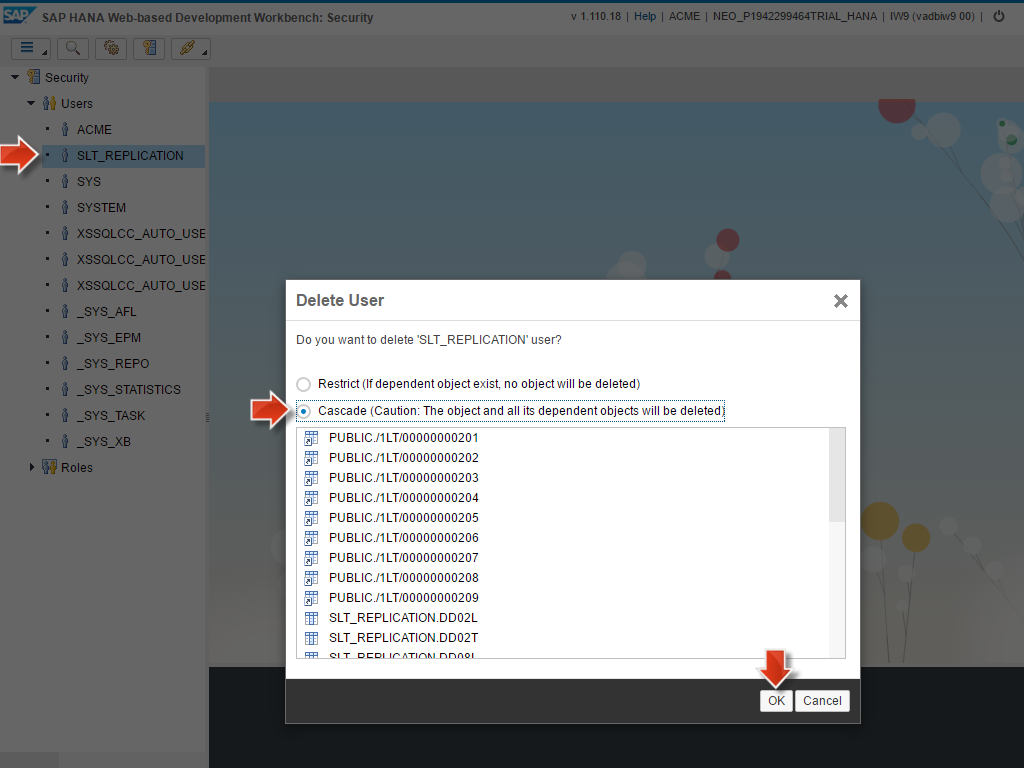 SAP SAP HANA Web-based Development Workbench: Security
v 1.110.18 | Help | ACME | NEO_P1942299464TRIAL_HANA | IW9 (vadbiw9 00) |
Security
Users
ACME
SLT_REPLICATION
SYS
SYSTEM
XSSQLCC_AUTO_USE
XSSQLCC_AUTO_USE
XSSQLCC_AUTO_USE
_SYS_AFL
_SYS_EPM
_SYS_REPO
_SYS_STATISTICS
_SYS_TASK
_SYS_XB
Roles
Delete User
Do you want to delete 'SLT_REPLICATION' user?
Restrict (If dependent object exist, no object will be deleted)
Cascade (Caution: The object and all its dependent objects will be deleted)
PUBLIC./1LT/00000000201
PUBLIC./1LT/00000000202
PUBLIC./1LT/00000000203
PUBLIC./1LT/00000000204
PUBLIC./1LT/00000000205
PUBLIC./1LT/00000000206
PUBLIC./1LT/00000000207
PUBLIC./1LT/00000000208
PUBLIC./1LT/00000000209
SLT_REPLICATION.DD02L
SLT_REPLICATION.DD02T
SLT_REPLICATION.DD08L
OK Cancel